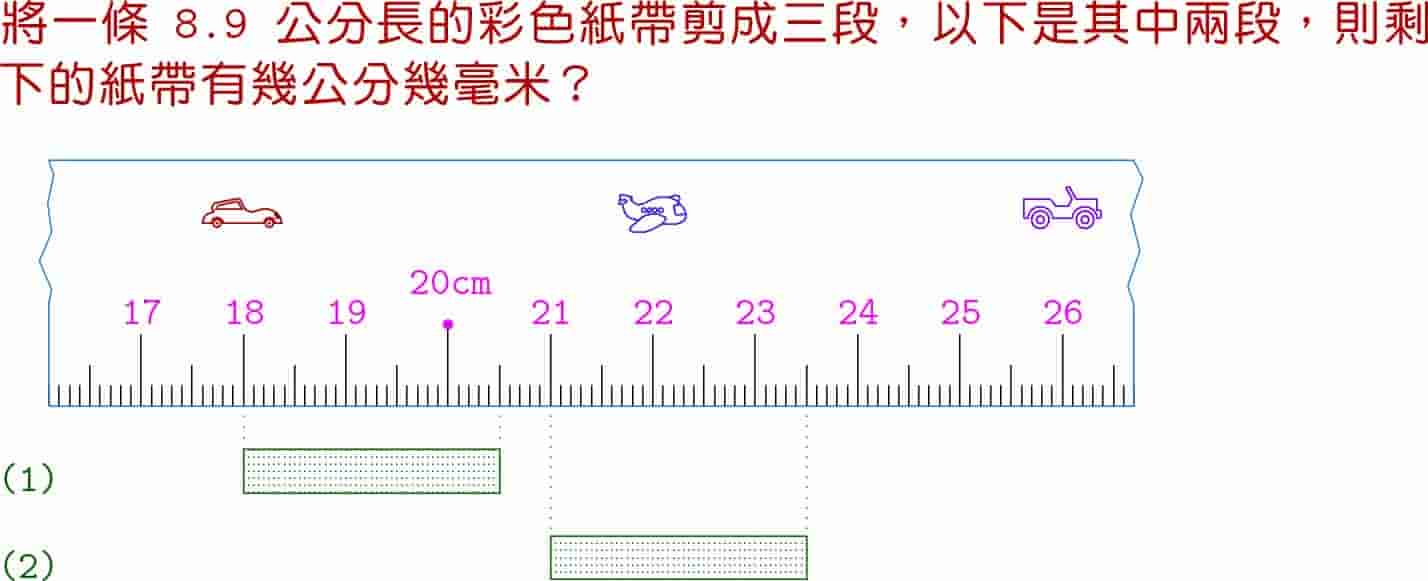 將一條 8.9 公分長的彩色紙帶剪成三段，以下是其中兩段，則剩
下的紙帶有幾公分幾毫米？
20cm
17 18 19 21 22 23 24 25 26
(1)
(2)